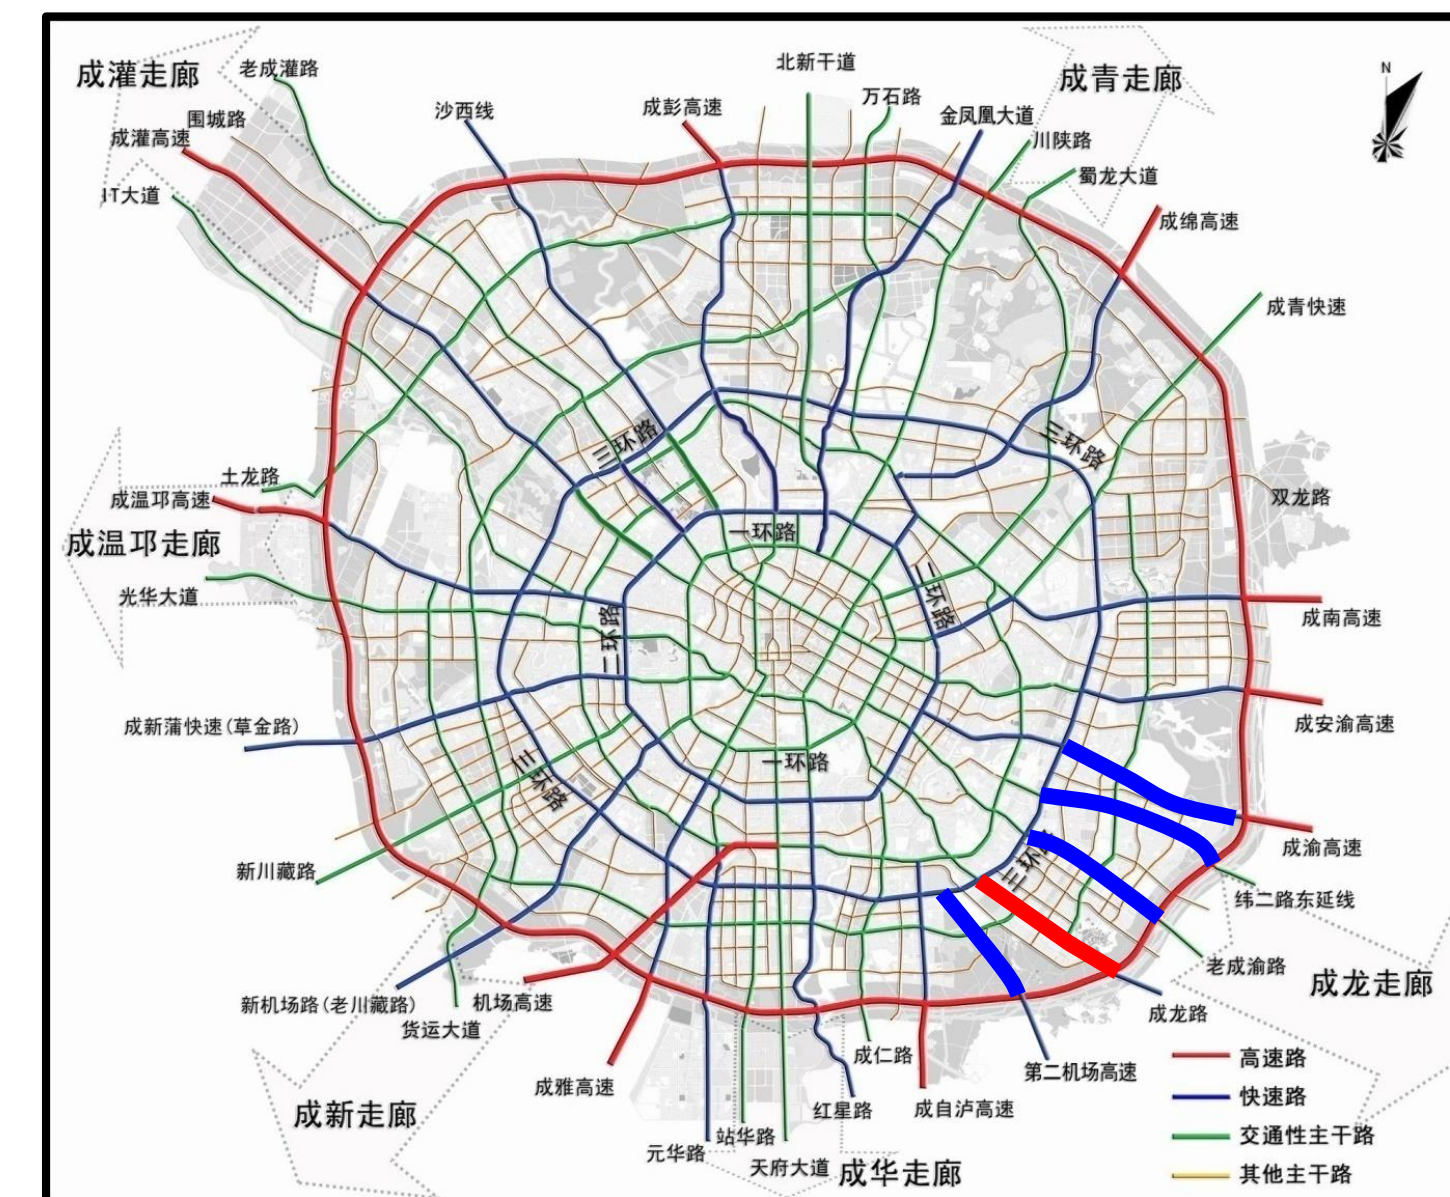 北新干道
成灌走廊
老成灌路
成青走廊
万石路
沙西线
成彭高速
金凤凰大道
围城路
成灌高速
川陕路
蜀龙大道
IT大道
成绵高速
成青快速
三环路
三环路
土龙路
成温邛高速
双龙路
一环路
成温邛走廊
光华大道
二环路
二环路
成南高速
成新蒲快速(草金路)
成安渝高速
一环路
三环路
成渝高速
三环路
新川藏路
纬二路东延线
老成渝路
成龙走廊
新机场路(老川藏路)
机场高速
成龙路
货运大道
成仁路
高速路
第二机场高速
成雅高速
快速路
成新走廊
红星路
成自泸高速
站华路
交通性主干路
元华路
天府大道
成华走廊
其他主干路
N